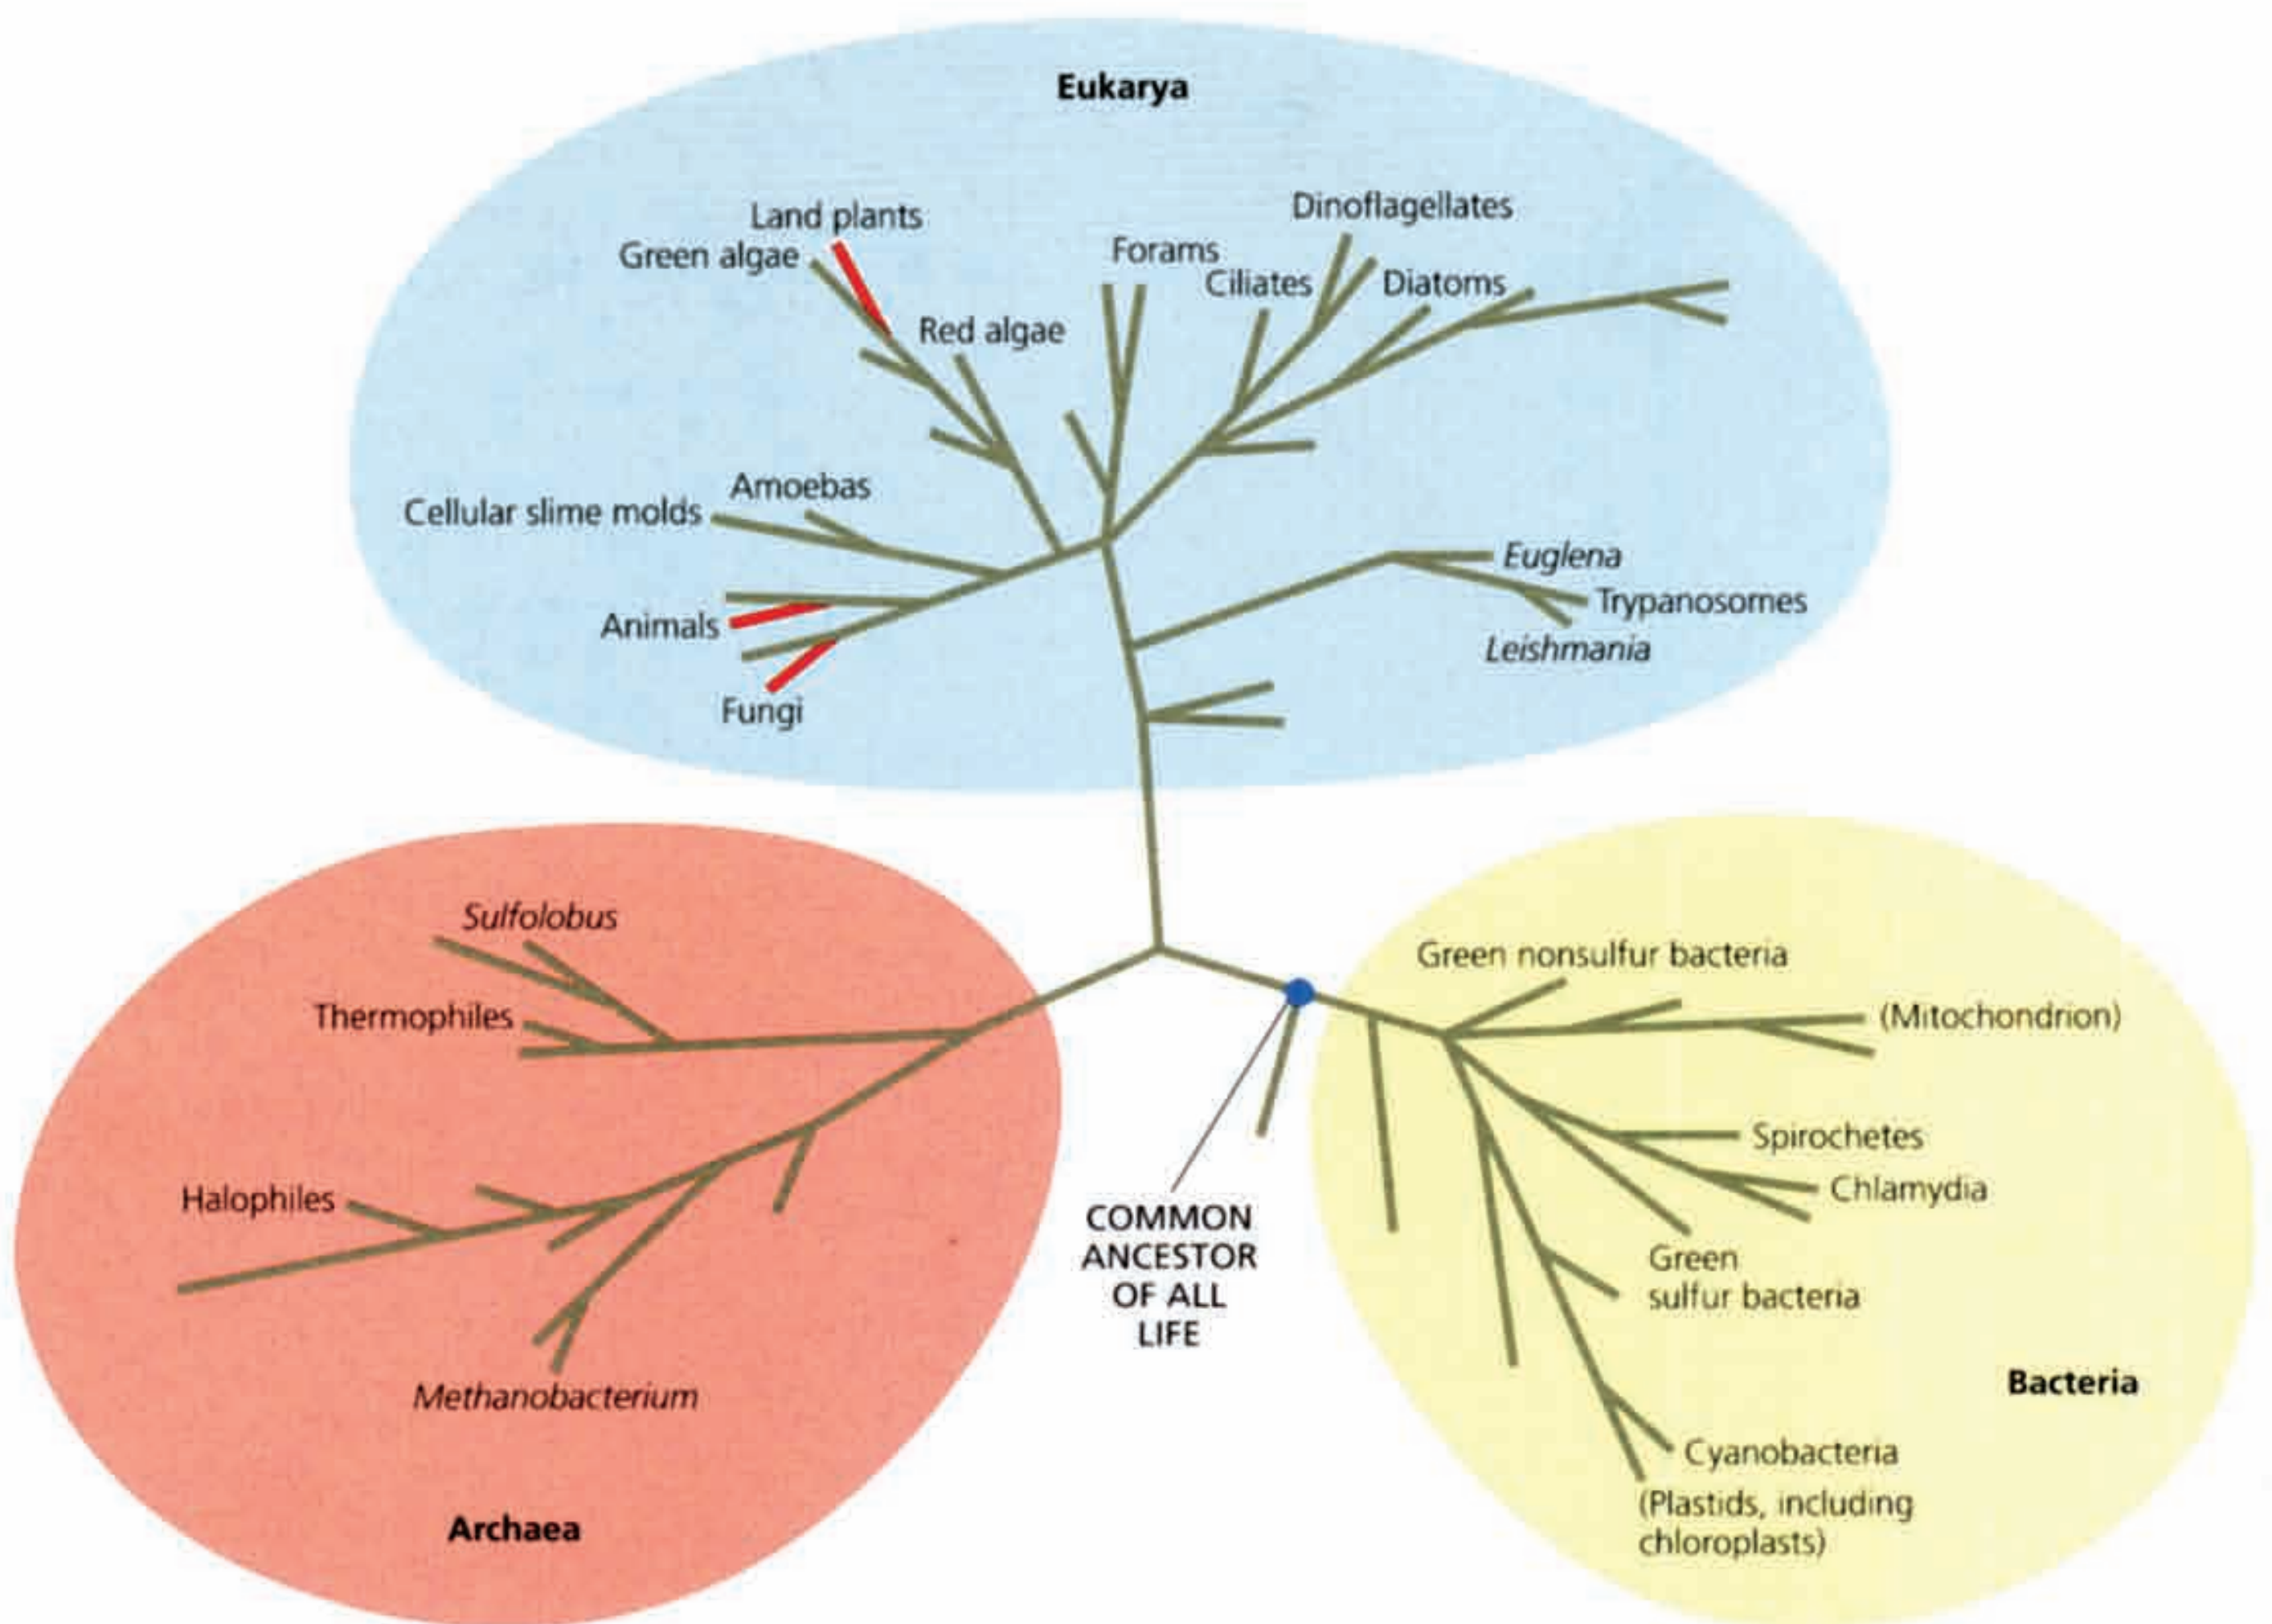 Eukarya
Land plants
Green algae
Red algae
Forams
Ciliates
Dinoflagellates
Diatoms
Amoebas
Cellular slime molds
Animals
Fungi
Euglena
Trypanosomes
Leishmania
Sulfolobus
Thermophiles
Halophiles
Methanobacterium
Archaea
COMMON
ANCESTOR
OF ALL
LIFE
Green nonsulfur bacteria
(Mitochondrion)
Spirochetes
Chlamydia
Green
sulfur bacteria
Bacteria
Cyanobacteria
(Plastids, including
chloroplasts)